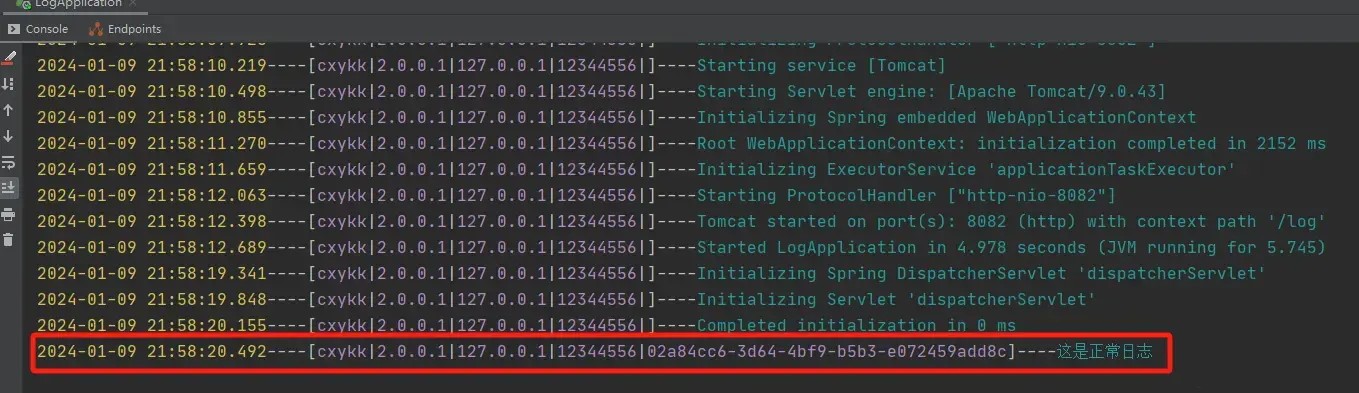 LogApplication
Console
Endpoints
2024-01-09 21:58:10.219----[cxykk|2.0.0.1|127.0.0.1|12344556|]----Starting service [Tomcat]
2024-01-09 21:58:10.498----[cxykk|2.0.0.1|127.0.0.1|12344556|]----Starting Servlet engine: [Apache Tomcat/9.0.43]
2024-01-09 21:58:10.855----[cxykk|2.0.0.1|127.0.0.1|12344556|]----Initializing Spring embedded WebApplicationContext
2024-01-09 21:58:11.270----[cxykk|2.0.0.1|127.0.0.1|12344556|]----Root WebApplicationContext: initialization completed in 2152 ms
2024-01-09 21:58:11.659----[cxykk|2.0.0.1|127.0.0.1|12344556|]----Initializing ExecutorService 'applicationTaskExecutor'
2024-01-09 21:58:12.063----[cxykk|2.0.0.1|127.0.0.1|12344556|]----Starting ProtocolHandler ["http-nio-8082"]
2024-01-09 21:58:12.398----[cxykk|2.0.0.1|127.0.0.1|12344556|]----Tomcat started on port(s): 8082 (http) with context path '/log'
2024-01-09 21:58:12.689----[cxykk|2.0.0.1|127.0.0.1|12344556|]----Started LogApplication in 4.978 seconds (JVM running for 5.745)
2024-01-09 21:58:19.341----[cxykk|2.0.0.1|127.0.0.1|12344556|]----Initializing Spring DispatcherServlet 'dispatcherServlet'
2024-01-09 21:58:19.848----[cxykk|2.0.0.1|127.0.0.1|12344556|]----Initializing Servlet 'dispatcherServlet'
2024-01-09 21:58:20.155----[cxykk|2.0.0.1|127.0.0.1|12344556|]----Completed initialization in 0 ms
2024-01-09 21:58:20.492----[cxykk|2.0.0.1|127.0.0.1|12344556|02a84cc6-3d64-4bf9-b5b3-e072459add8c]----这是正常日志